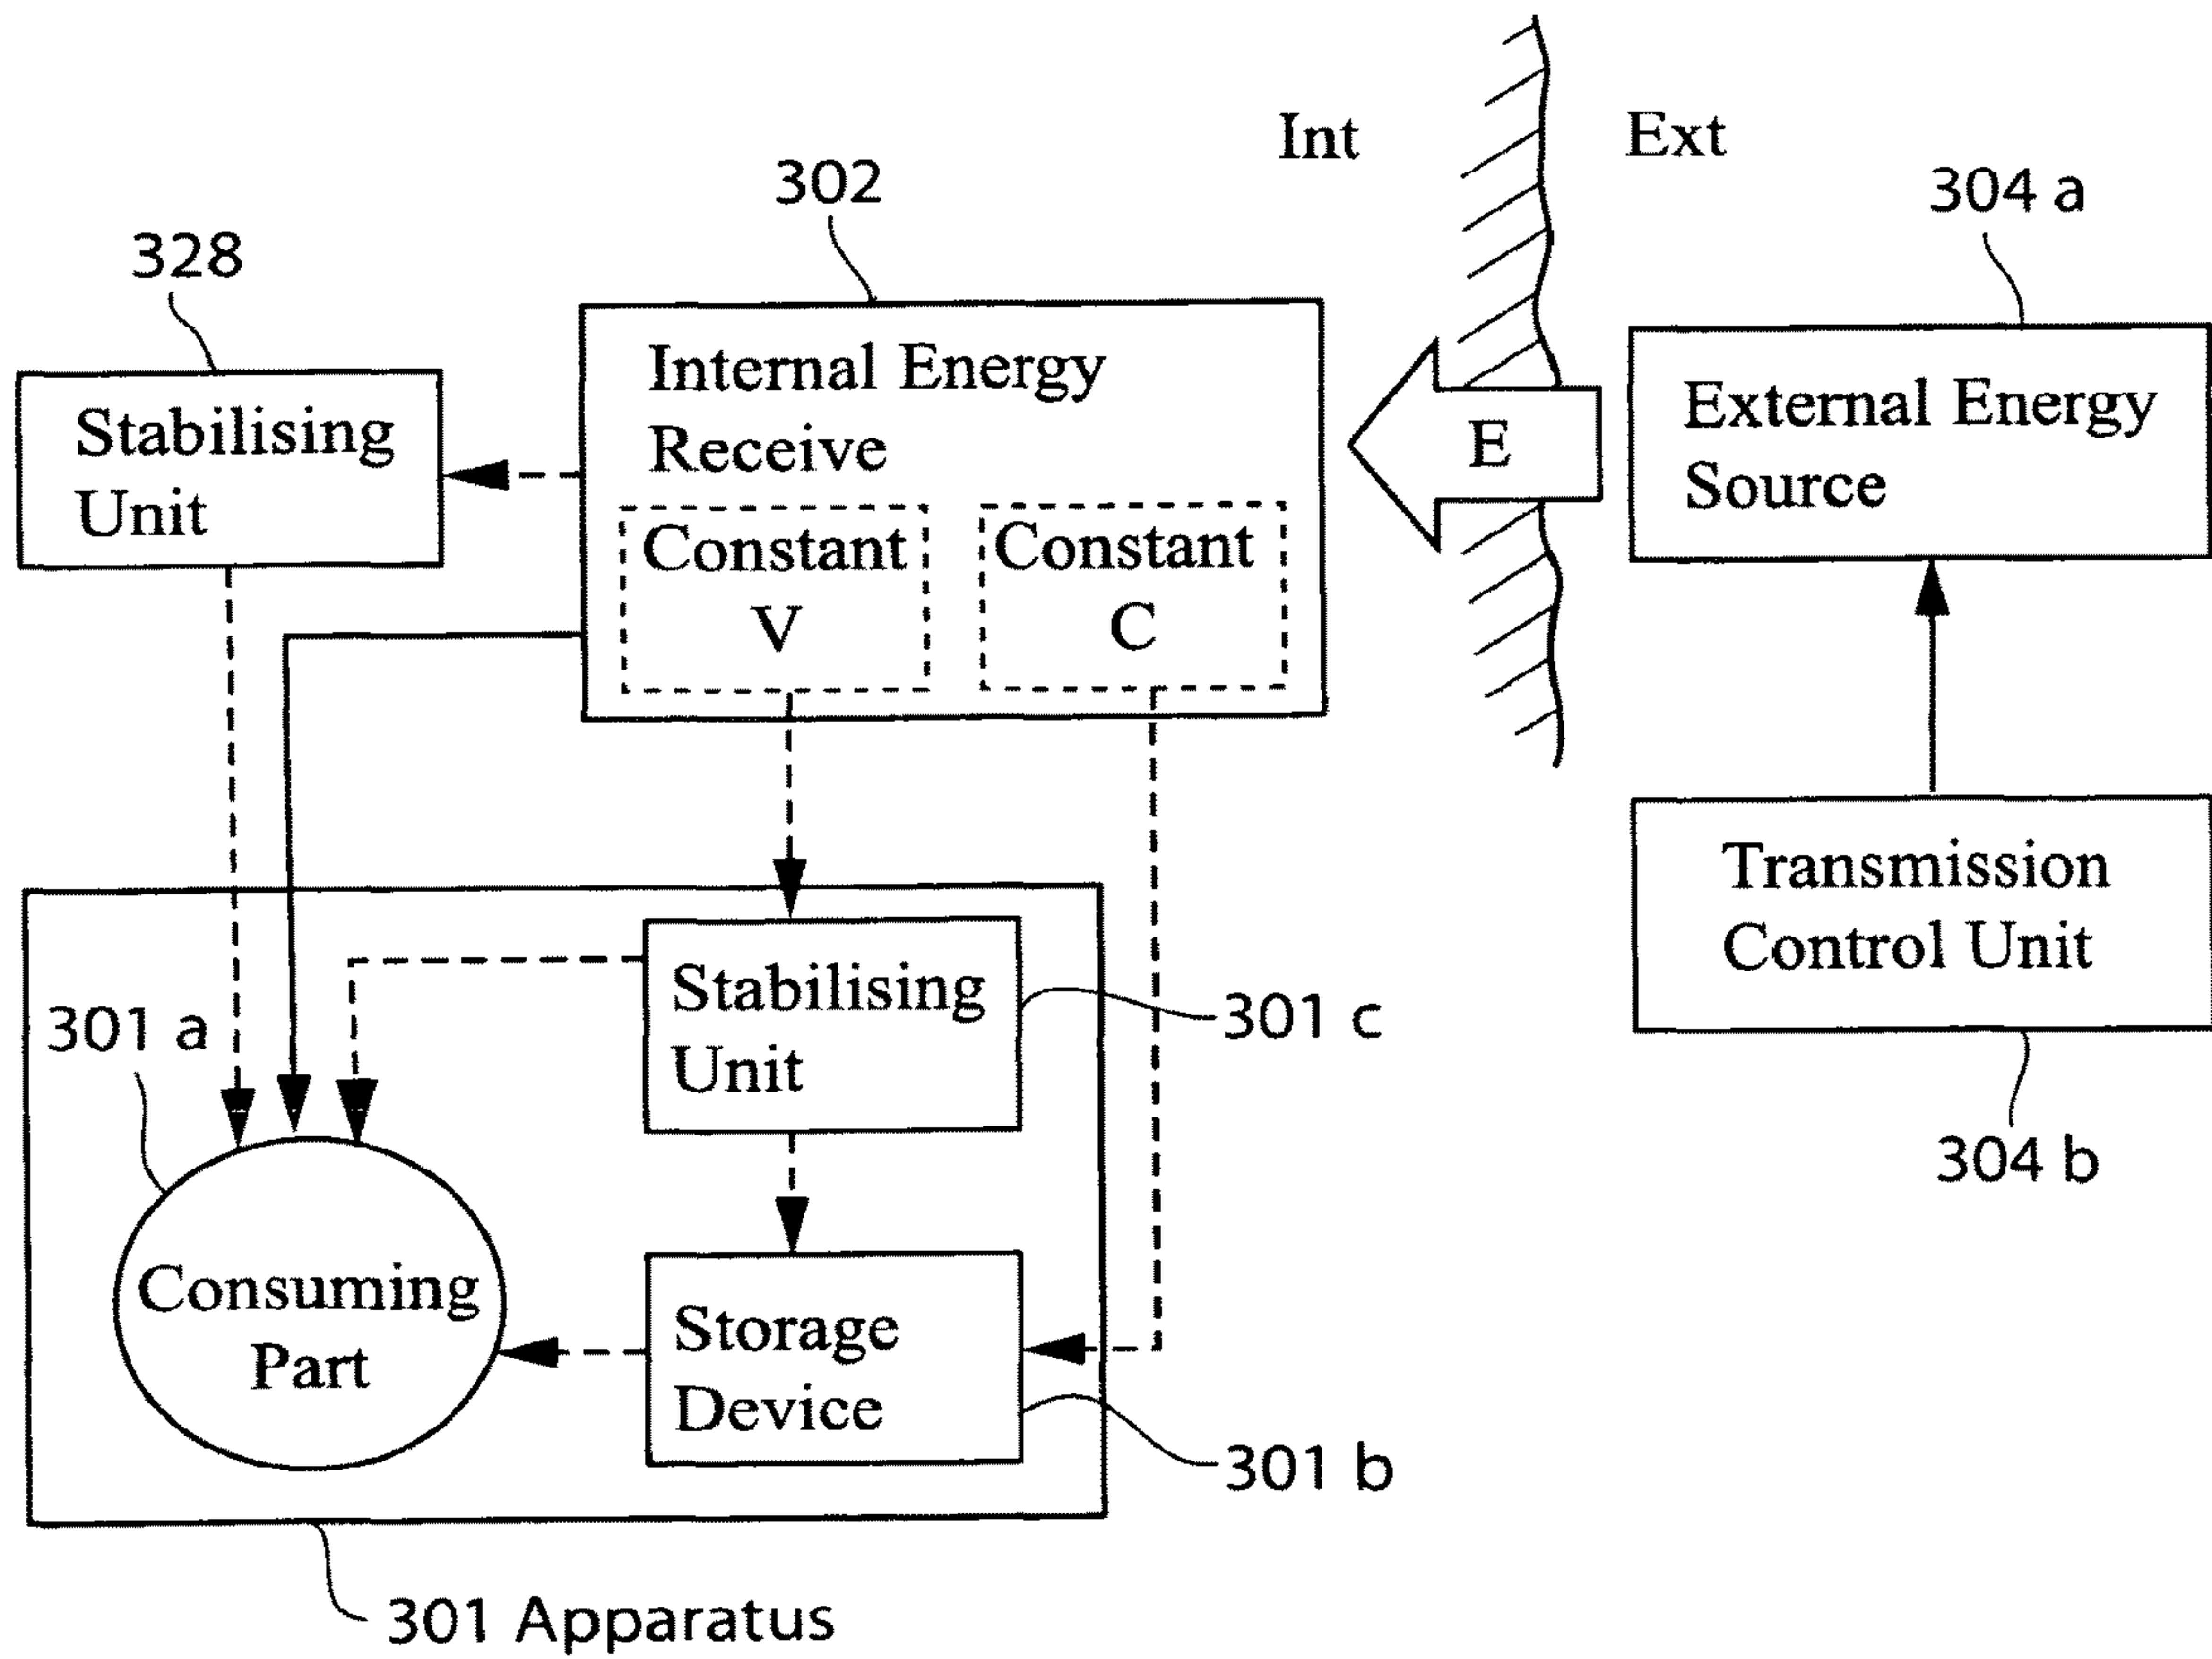 Int
Ext
302
304 a
328
Internal Energy
Receive
Constant
V
Constant
C
E
External Energy
Source
Stabilising
Unit
Transmission
Control Unit
304 b
301 a
Stabilising
Unit
301 c
Consuming
Part
Storage
Device
301 b
301 Apparatus